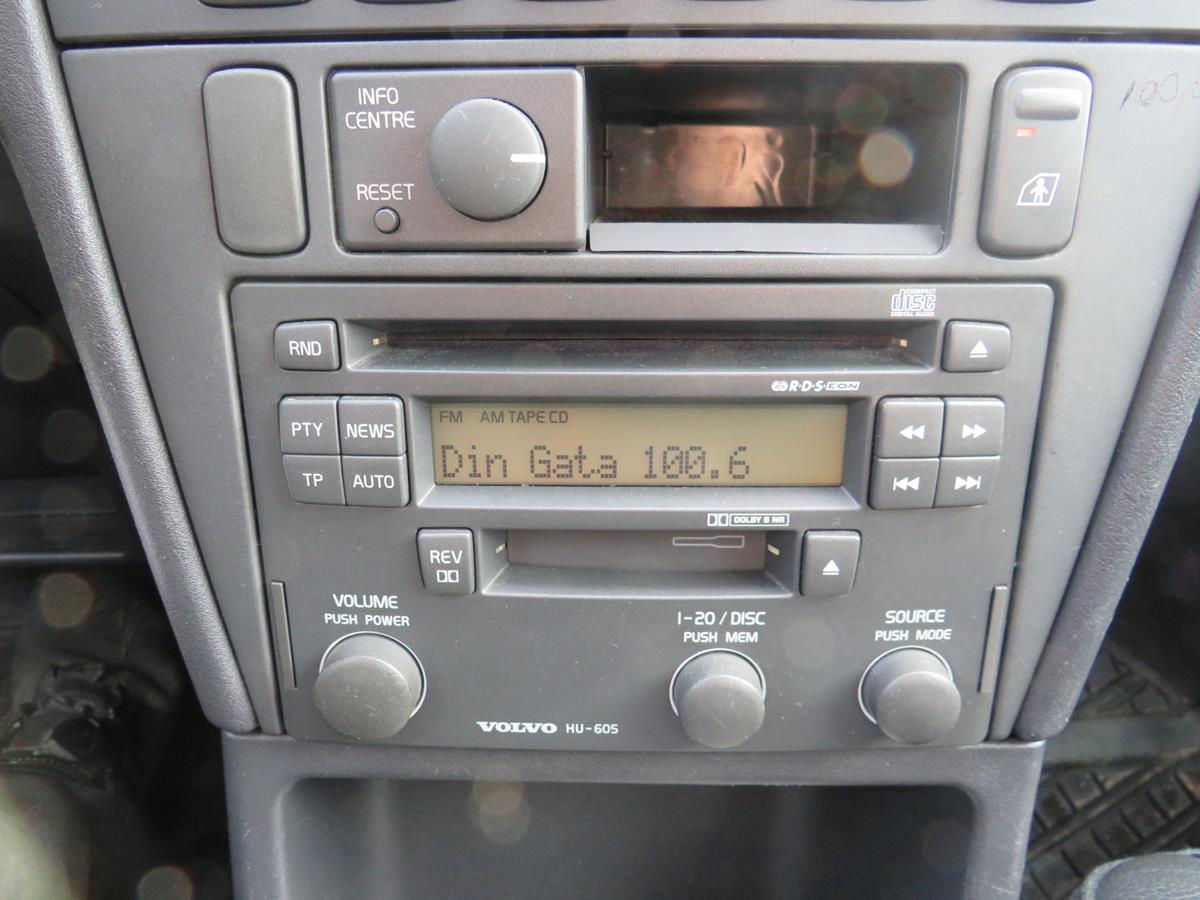 INFO
CENTRE
RESET
COMPACT
disc
DIGITAL AUDIO
RND
R·D·S EON
PTY
NEWS
TP
AUTO
FM AM TAPE CD
Din Gata 100.6
DOLBY B NR
REV
VOLUME
PUSH POWER
1-20 / DISC
PUSH MEM
SOURCE
PUSH MODE
VOLVO HU-605